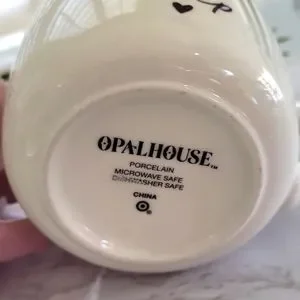 OPALHOUSE™
PORCELAIN
MICROWAVE SAFE
DISHWASHER SAFE
CHINA